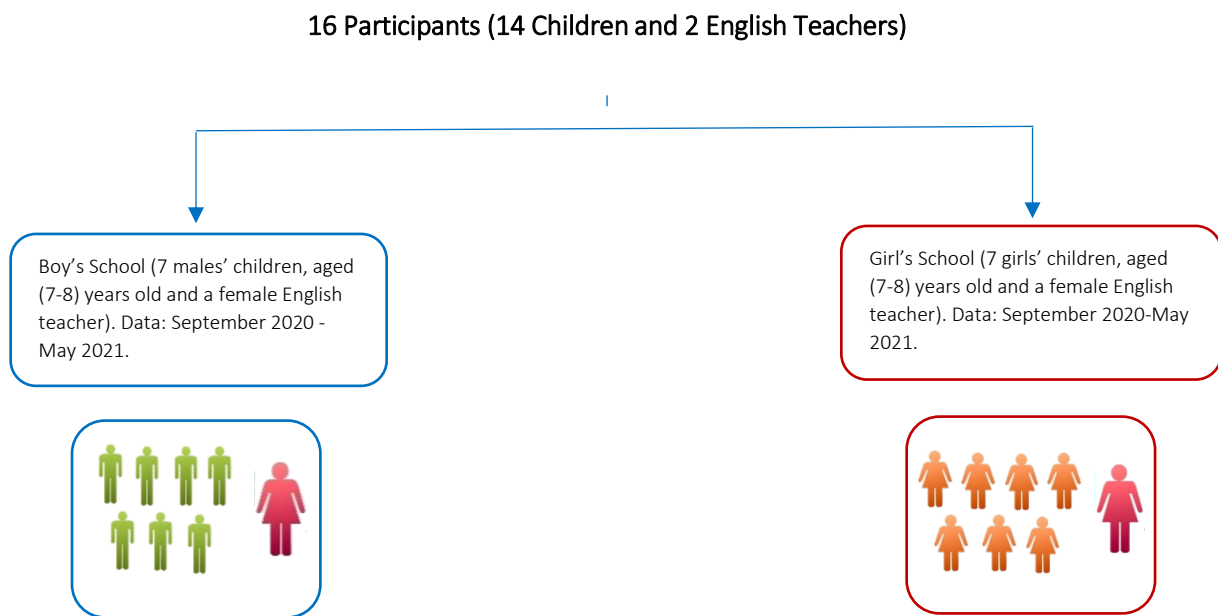 16 Participants (14 Children and 2 English Teachers)
Boy’s School (7 males’ children, aged
(7-8) years old and a female English
teacher). Data: September 2020 -
May 2021.
Girl’s School (7 girls’ children, aged
(7-8) years old and a female English
teacher). Data: September 2020-May
2021.